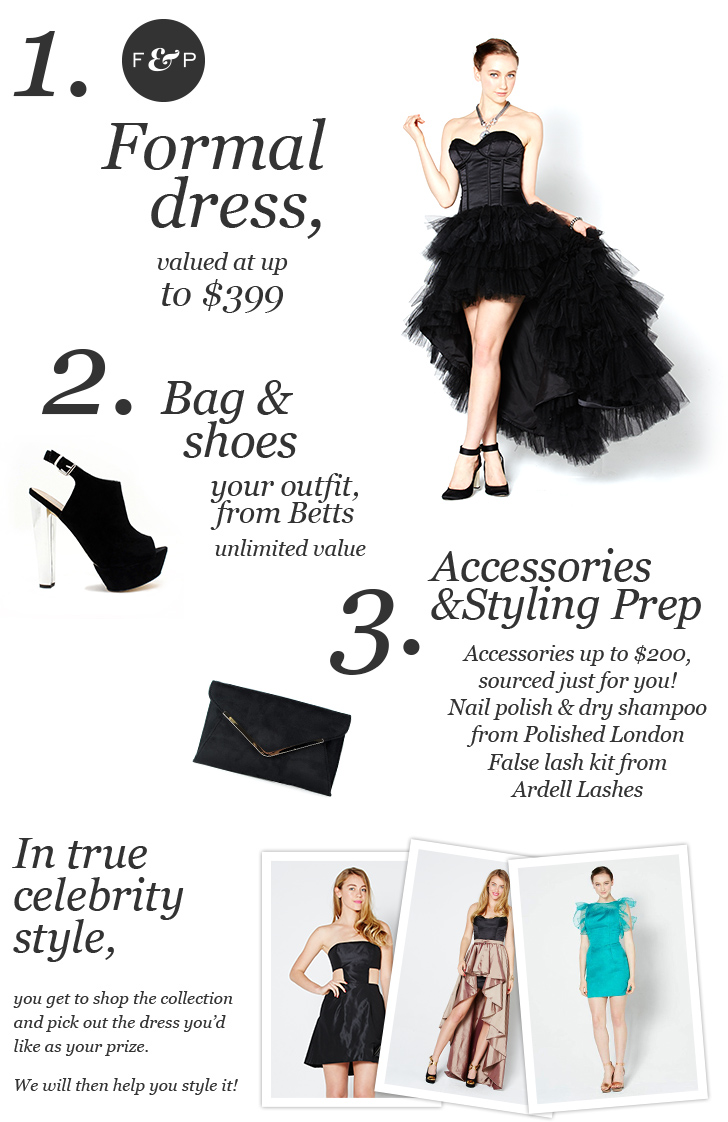 1.
F & P
Formal
dress,
valued at up
to $399
2.
Bag &
shoes
your outfit,
from Betts
unlimited value
3.
Accessories
&Styling Prep
Accessories up to $200,
sourced just for you!
Nail polish & dry shampoo
from Polished London
False lash kit from
Ardell Lashes
In true
celebrity
style,
you get to shop the collection
and pick out the dress you'd
like as your prize.
We will then help you style it!